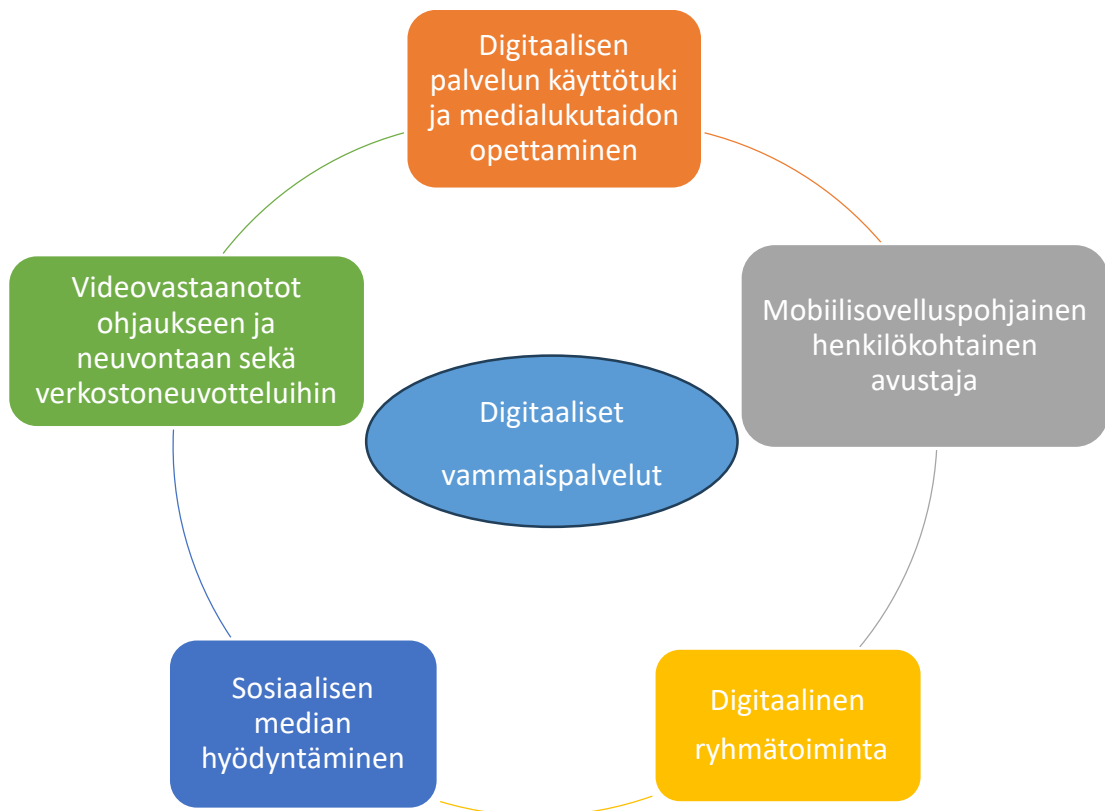 Digitaalisen
palvelun käyttötuki
ja medialukutaidon
opettaminen
Videovastaanotot
ohjaukseen ja
neuvontaan sekä
verkostoneuvotteluihin
Mobiilisovelluspohjainen
henkilökohtainen
avustaja
Digitaaliset
vammaispalvelut
Sosiaalisen
median
hyödyntäminen
Digitaalinen
ryhmätoiminta